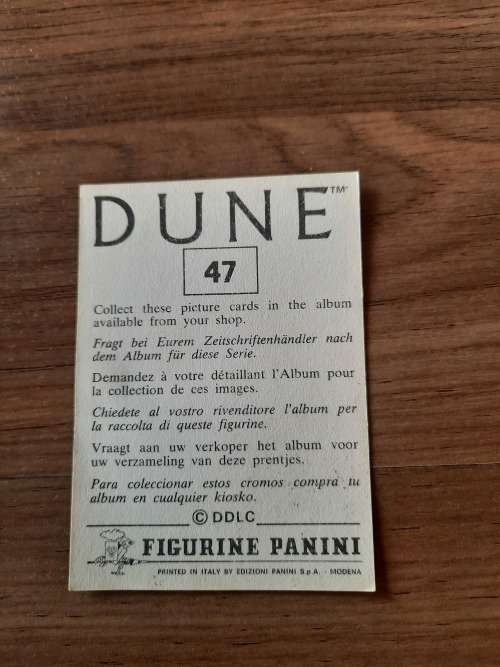 DUNE™
47
Collect these picture cards in the album
available from your shop.
Fragt bei Eurem Zeitschriftenhändler nach
dem Album für diese Serie.
Demandez à votre détaillant l'Album pour
la collection de ces images.
Chiedete al vostro rivenditore l'album per
la raccolta di queste figurine.
Vraagt aan uw verkoper het album voor
uw verzameling van deze prentjes.
Para coleccionar estos cromos compra tu
album en cualquier kiosko.
© DDLC
FIGURINE PANINI
PRINTED IN ITALY BY EDIZIONI PANINI S.p.A. - MODENA